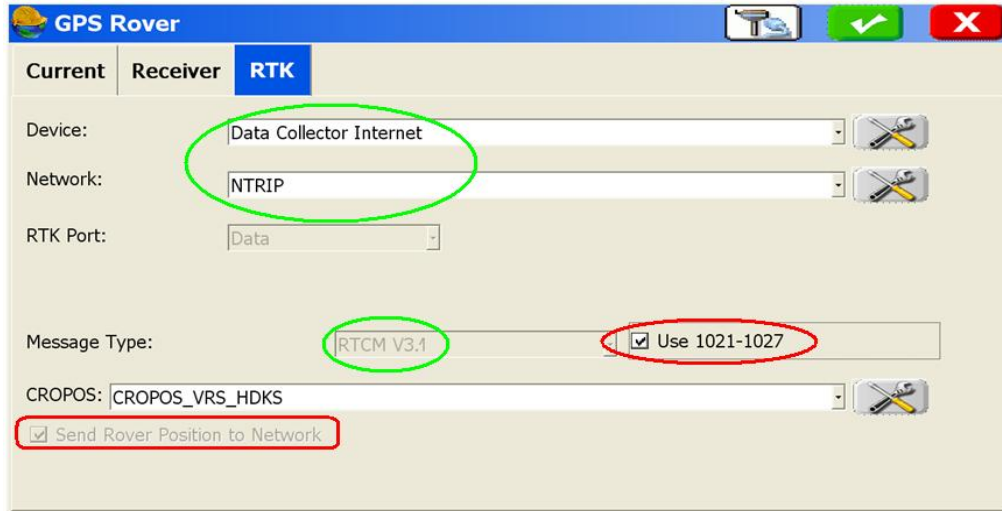 GPS Rover
Current Receiver RTK
Device: Data Collector Internet
Network: NTRIP
RTK Port: Data
Message Type: RTCM V3.1 Use 1021-1027
CROPOS: CROPOS_VRS_HDKS
Send Rover Position to Network